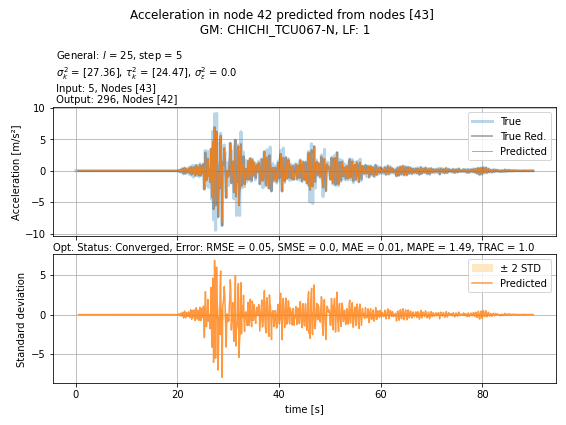 Acceleration in node 42 predicted from nodes [43]
GM: CHICHI_TCU067-N, LF: 1
General: l = 25, step = 5
σ²ₖ = [27.36], τ²ₖ = [24.47], σ²ε = 0.0
Input: 5, Nodes [43]
Output: 296, Nodes [42]
10
5
0
−5
−10
Acceleration [m/s²]
True
True Red.
Predicted
Opt. Status: Converged, Error: RMSE = 0.05, SMSE = 0.0, MAE = 0.01, MAPE = 1.49, TRAC = 1.0
5
0
−5
Standard deviation
± 2 STD
Predicted
0 20 40 60 80
time [s]